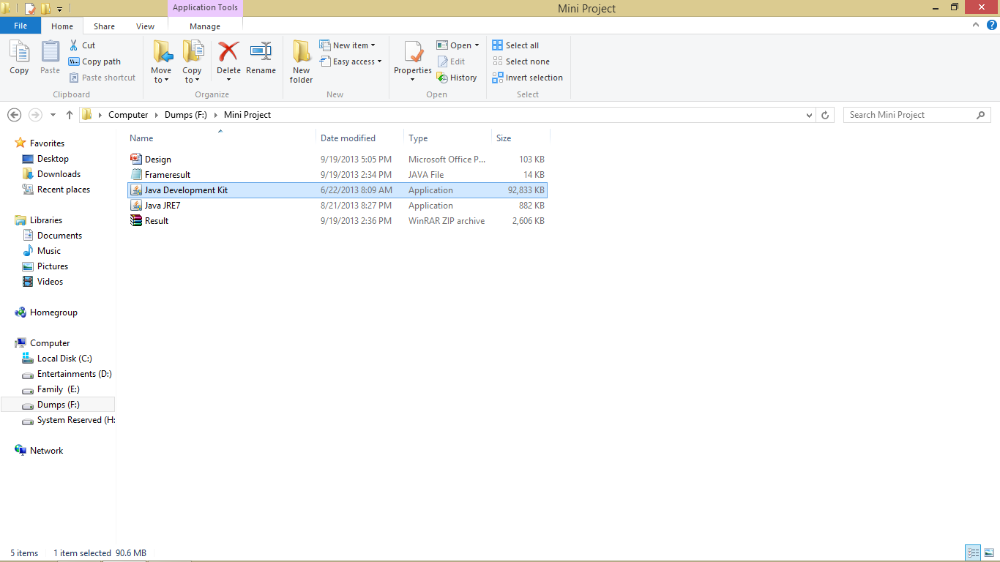 Application Tools
Mini Project
File Home Share View Manage
Copy
Paste
Cut
Copy path
Paste shortcut
Clipboard
Move to
Copy to
Delete
Rename
Organize
New folder
New item
Easy access
New
Properties
Open
Edit
History
Open
Select all
Select none
Invert selection
Select
Computer Dumps (F:) Mini Project
Search Mini Project
Favorites
Desktop
Downloads
Recent places
Libraries
Documents
Music
Pictures
Videos
Homegroup
Computer
Local Disk (C:)
Entertainments (D:)
Family (E:)
Dumps (F:)
System Reserved (H:
Network
Name Date modified Type Size
Design 9/19/2013 5:05 PM Microsoft Office P... 103 KB
Frameresult 9/19/2013 2:34 PM JAVA File 14 KB
Java Development Kit 6/22/2013 8:09 AM Application 92,833 KB
Java JRE7 8/21/2013 8:27 PM Application 882 KB
Result 9/19/2013 2:36 PM WinRAR ZIP archive 2,606 KB
5 items 1 item selected 90.6 MB